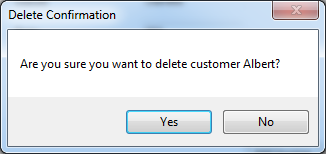 Delete Confirmation
Are you sure you want to delete customer Albert?
Yes No